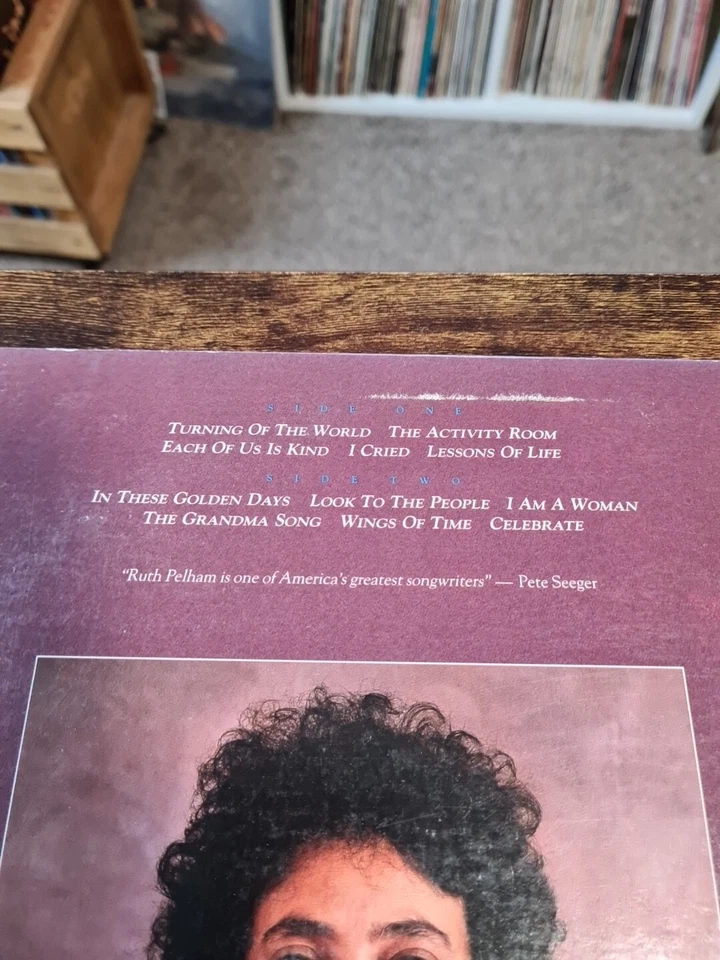 SIDE ONE
TURNING OF THE WORLD THE ACTIVITY ROOM
EACH OF US IS KIND I CRIED LESSONS OF LIFE
SIDE TWO
IN THESE GOLDEN DAYS LOOK TO THE PEOPLE I AM A WOMAN
THE GRANDMA SONG WINGS OF TIME CELEBRATE
"Ruth Pelham is one of America's greatest songwriters" — Pete Seeger